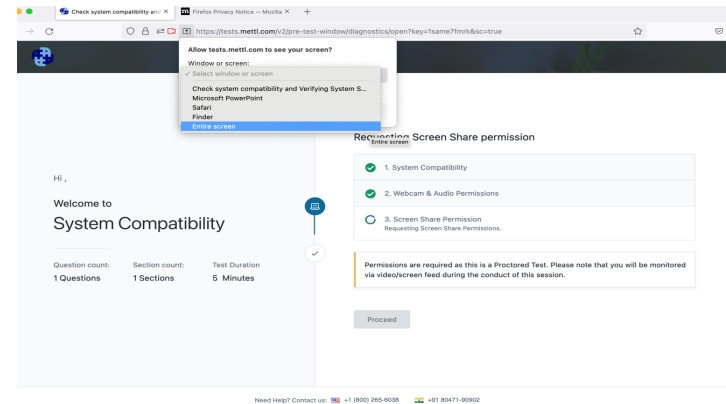 Check system compatibility and
Firefox Privacy Notice — Mozilla
https://tests.mettl.com/v2/pre-test-window/diagnostics/open?key=1same7fmrk&sc=true
Allow tests.mettl.com to see your screen?
Window or screen:
Select window or screen
Check system compatibility and Verifying System S...
Microsoft PowerPoint
Safari
Finder
Entire screen
Entire screen
Requesting Screen Share permission
1. System Compatibility
2. Webcam & Audio Permissions
3. Screen Share Permission
Requesting Screen Share Permissions.
Hi ,
Welcome to
System Compatibility
Question count: Section count: Test Duration
1 Questions 1 Sections 5 Minutes
Permissions are required as this is a Proctored Test. Please note that you will be monitored
via video/screen feed during the conduct of this session.
Proceed
Need Help? Contact us: +1 (800) 265-6038 +91 80471-90902